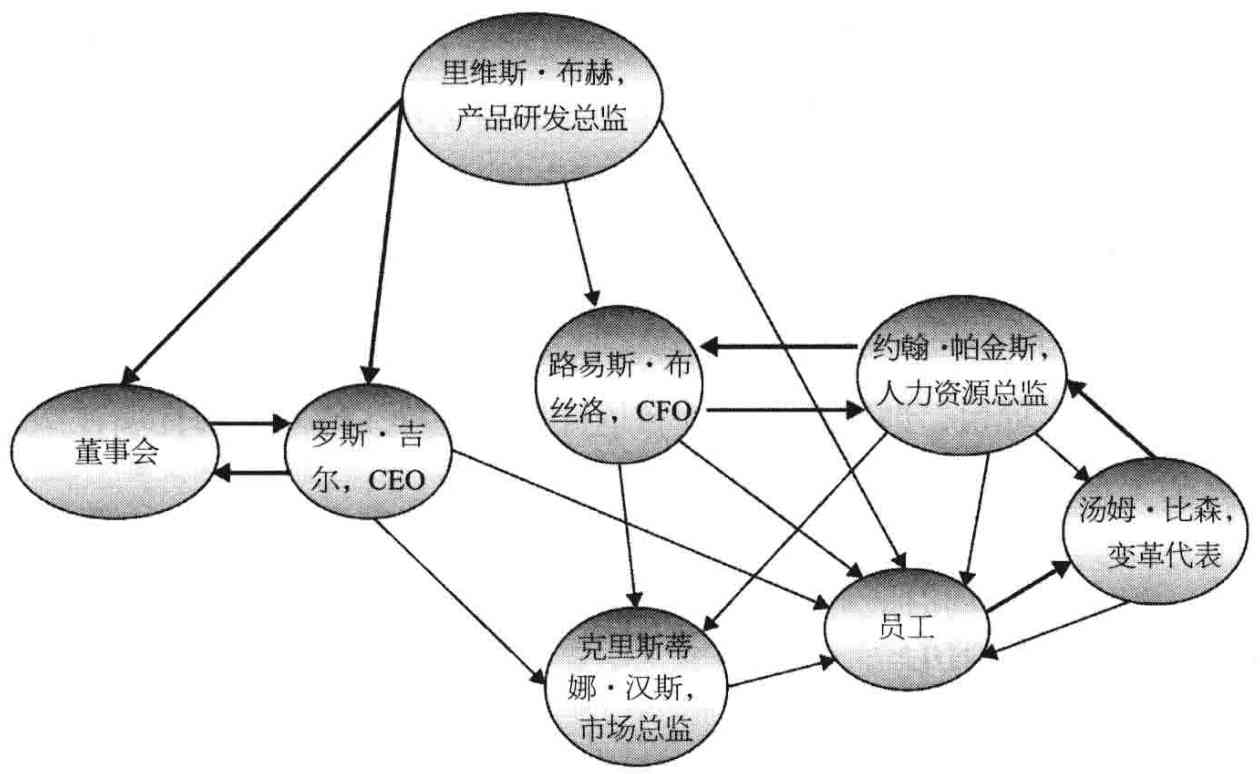 里维斯·布赫，
产品研发总监
路易斯·布
丝洛，CFO
约翰·帕金斯，
人力资源总监
董事会
罗斯·吉
尔，CEO
汤姆·比森，
变革代表
员工
克里斯蒂
娜·汉斯，
市场总监